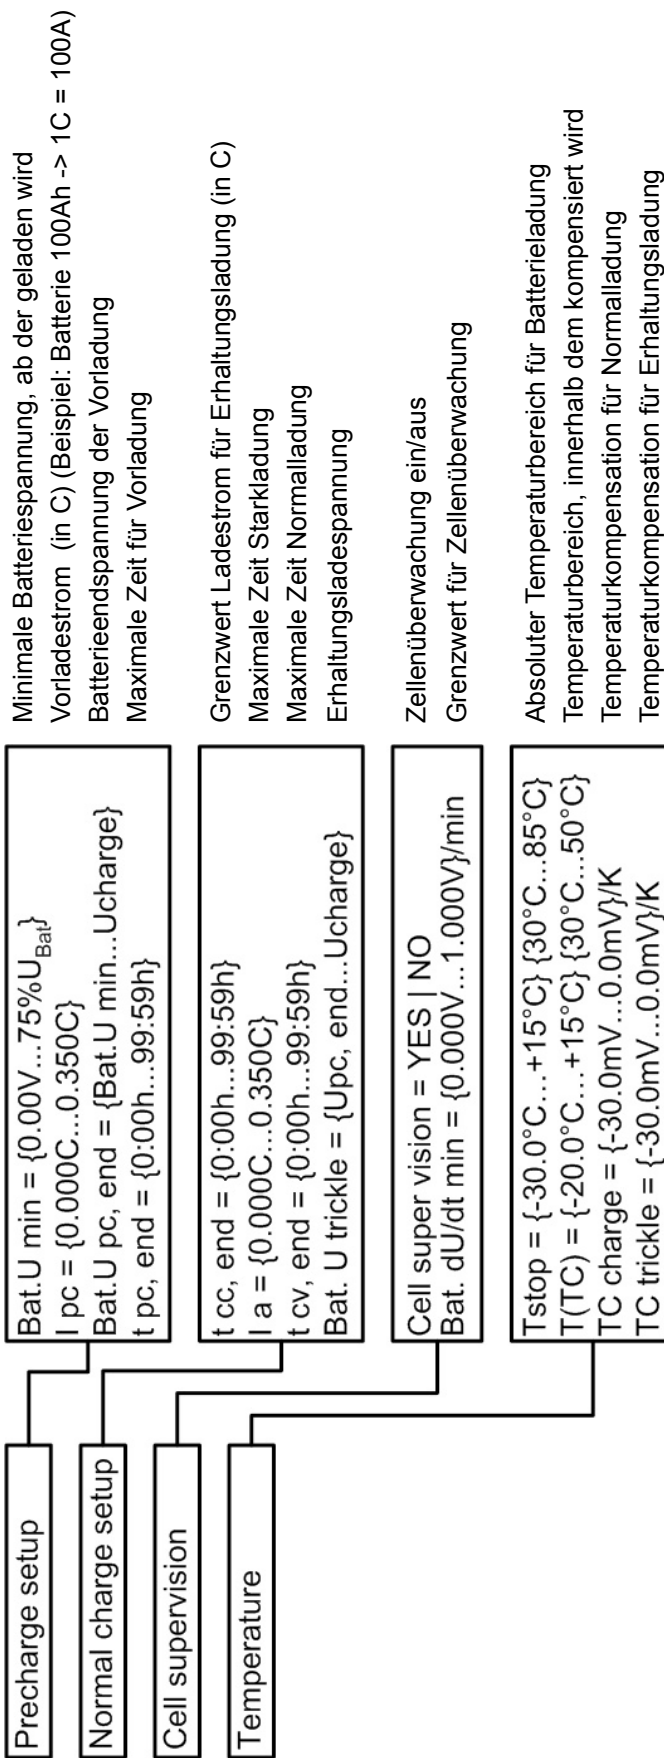 Precharge setup
Normal charge setup
Cell supervision
Temperature
Bat.U min = {0.00V...75%U_Bat}
I pc = {0.000C...0.350C}
Bat.U pc, end = {Bat.U min...Ucharge}
t pc, end = {0:00h...99:59h}
t cc, end = {0:00h...99:59h}
I a = {0.000C...0.350C}
t cv, end = {0:00h...99:59h}
Bat. U trickle = {Upc, end...Ucharge}
Cell super vision = YES | NO
Bat. dU/dt min = {0.000V...1.000V}/min
Tstop = {-30.0°C...+15°C} {30°C...85°C}
T(TC) = {-20.0°C...+15°C} {30°C...50°C}
TC charge = {-30.0mV...0.0mV}/K
TC trickle = {-30.0mV...0.0mV}/K
Minimale Batteriespannung, ab der geladen wird
Vorladestrom (in C) (Beispiel: Batterie 100Ah -> 1C = 100A)
Batterieendspannung der Vorladung
Maximale Zeit für Vorladung
Grenzwert Ladestrom für Erhaltungsladung (in C)
Maximale Zeit Starkladung
Maximale Zeit Normalladung
Erhaltungsladespannung
Zellenüberwachung ein/aus
Grenzwert für Zellenüberwachung
Absoluter Temperaturbereich für Batterieladung
Temperaturbereich, innerhalb dem kompensiert wird
Temperaturkompensation für Normalladung
Temperaturkompensation für Erhaltungsladung